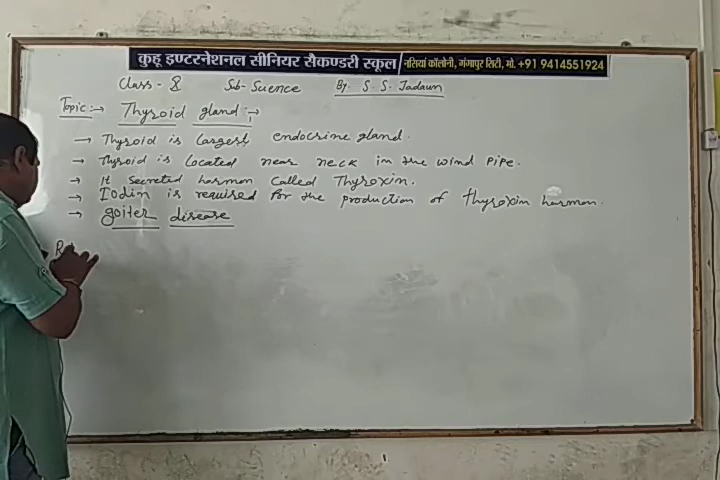 कुहू इण्टरनेशनल सीनियर सैकण्डरी स्कूल नसियां कॉलोनी, गंगापुर सिटी, मो. +91 9414551924
Class - 8 Sub- Science By. S. S. Jadaun
Topic :→ Thyroid gland :→
→ Thyroid is largest endocrine gland.
→ Thyroid is located near neck in the wind pipe.
→ It secreted harmon called Thyroxin.
→ Iodin is required for the production of thyroxin harmon.
→ goiter disease